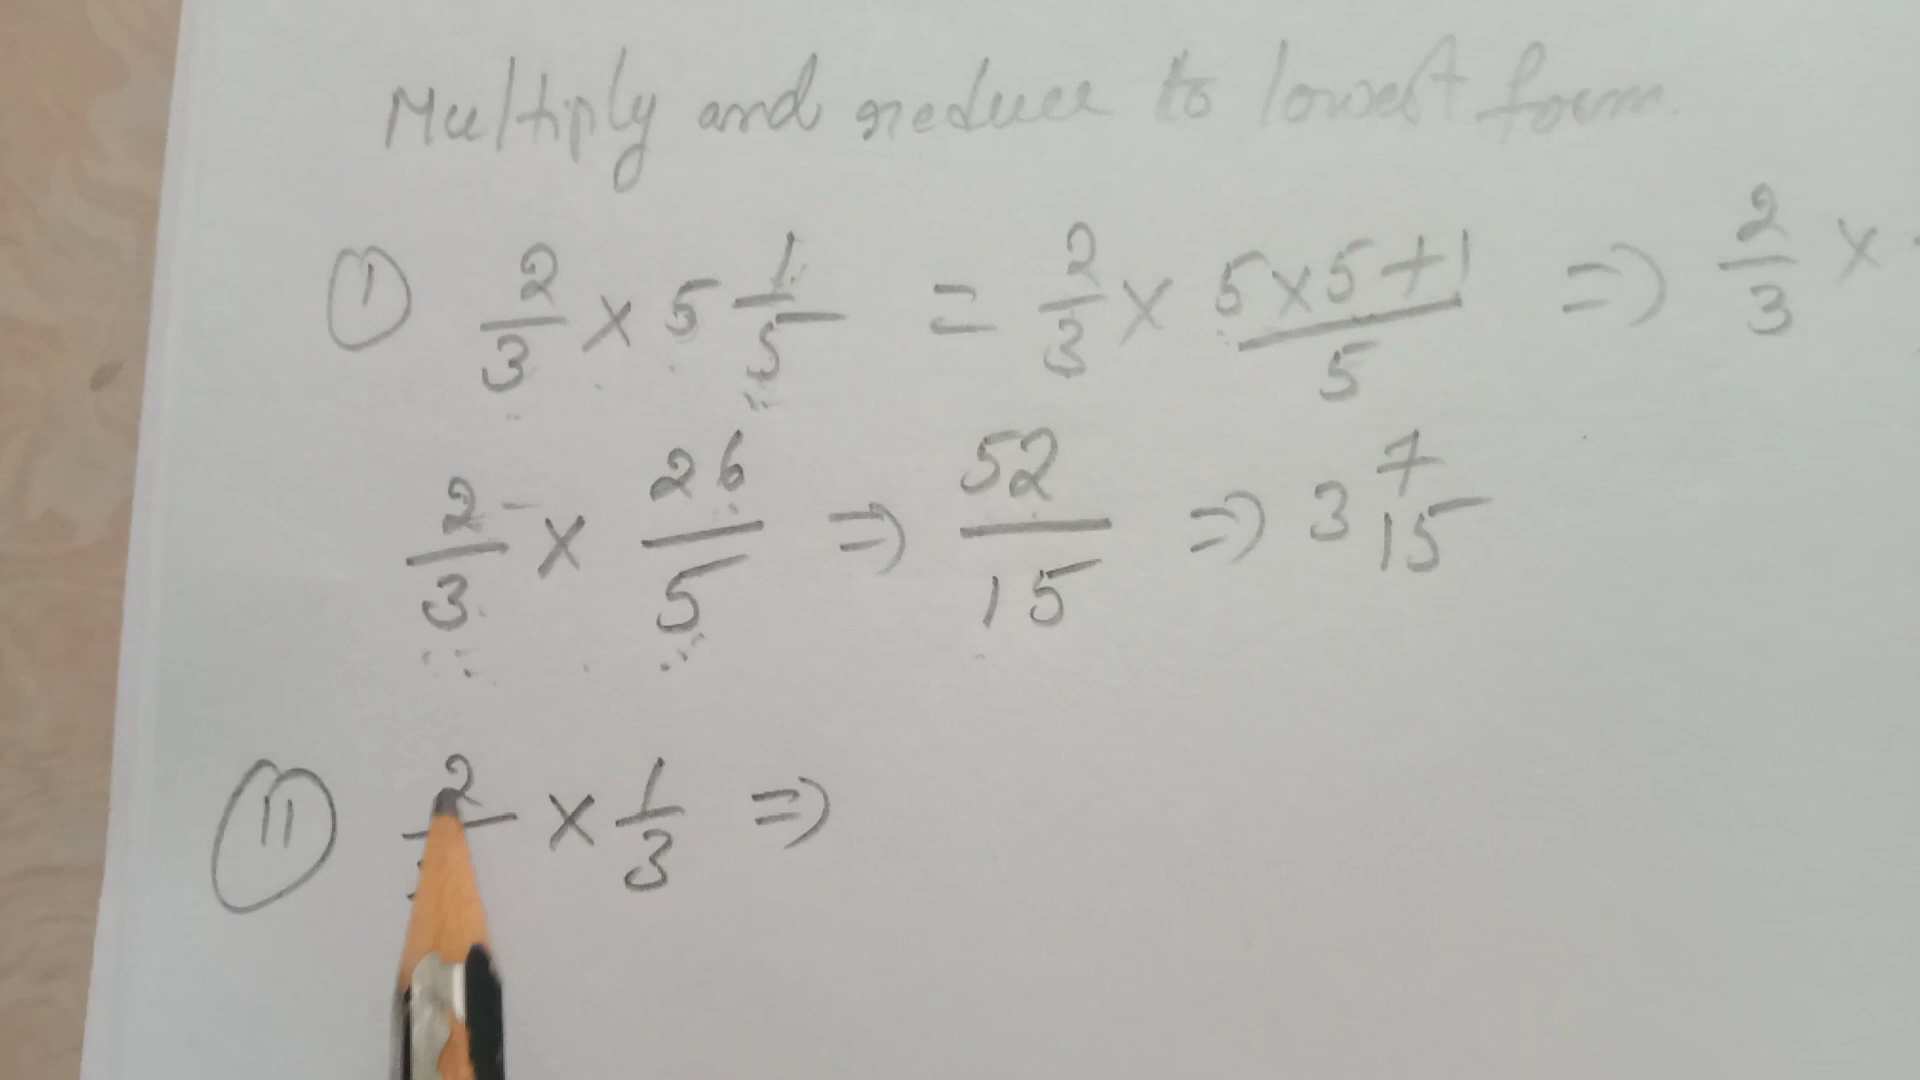 Multiply and reduce to lowest form.
(I) 2/3 × 5 1/5 = 2/3 × (5×5+1)/5 => 2/3 ×
2/3 × 26/5 => 52/15 => 3 7/15
(II) 2/ × 1/3 =>